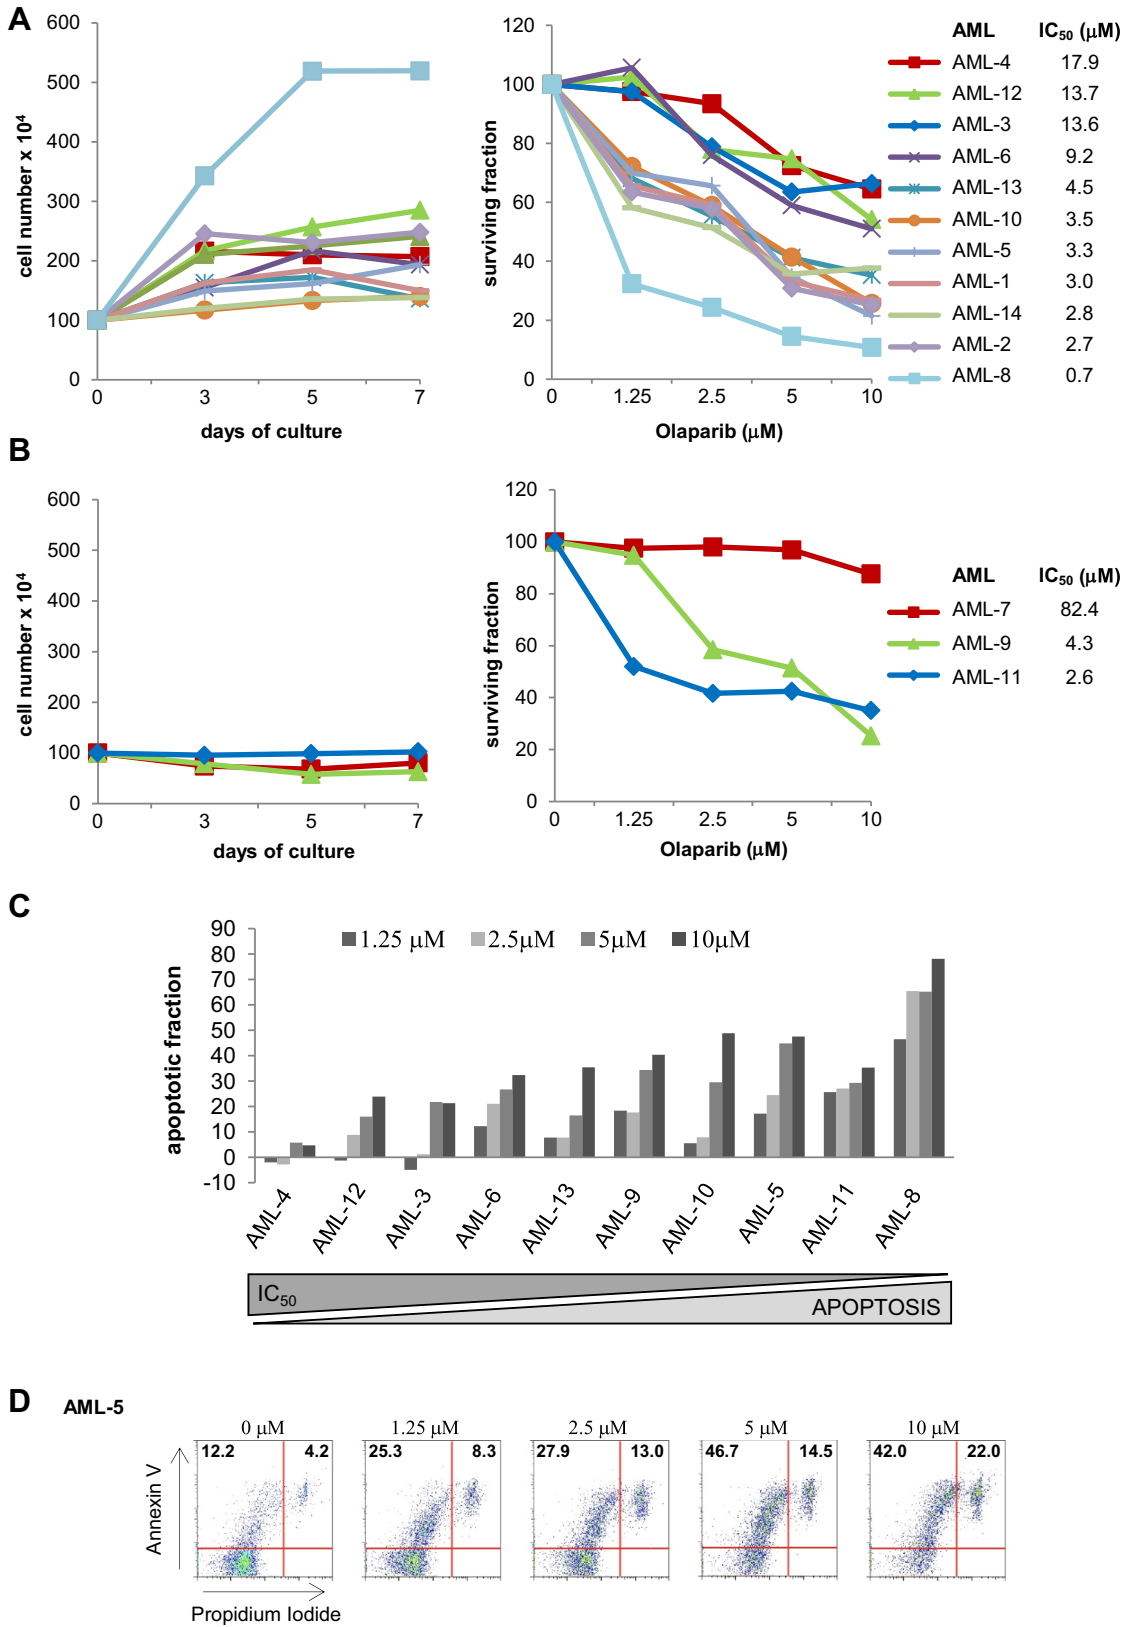 A
600
500
400
300
200
100
0
cell number x 10⁴
0 3 5 7
days of culture
120
100
80
60
40
20
0
surviving fraction
0 1.25 2.5 5 10
Olaparib (μM)
AML IC₅₀ (μM)
AML-4 17.9
AML-12 13.7
AML-3 13.6
AML-6 9.2
AML-13 4.5
AML-10 3.5
AML-5 3.3
AML-1 3.0
AML-14 2.8
AML-2 2.7
AML-8 0.7
B
600
500
400
300
200
100
0
cell number x 10⁴
0 3 5 7
days of culture
120
100
80
60
40
20
0
surviving fraction
0 1.25 2.5 5 10
Olaparib (μM)
AML IC₅₀ (μM)
AML-7 82.4
AML-9 4.3
AML-11 2.6
C
90
80
70
60
50
40
30
20
10
0
-10
apoptotic fraction
1.25 μM 2.5μM 5μM 10μM
AML-4 AML-12 AML-3 AML-6 AML-13 AML-9 AML-10 AML-5 AML-11 AML-8
IC₅₀
APOPTOSIS
D
AML-5
0 μM 1.25 μM 2.5 μM 5 μM 10 μM
12.2 4.2 25.3 8.3 27.9 13.0 46.7 14.5 42.0 22.0
Annexin V
Propidium Iodide